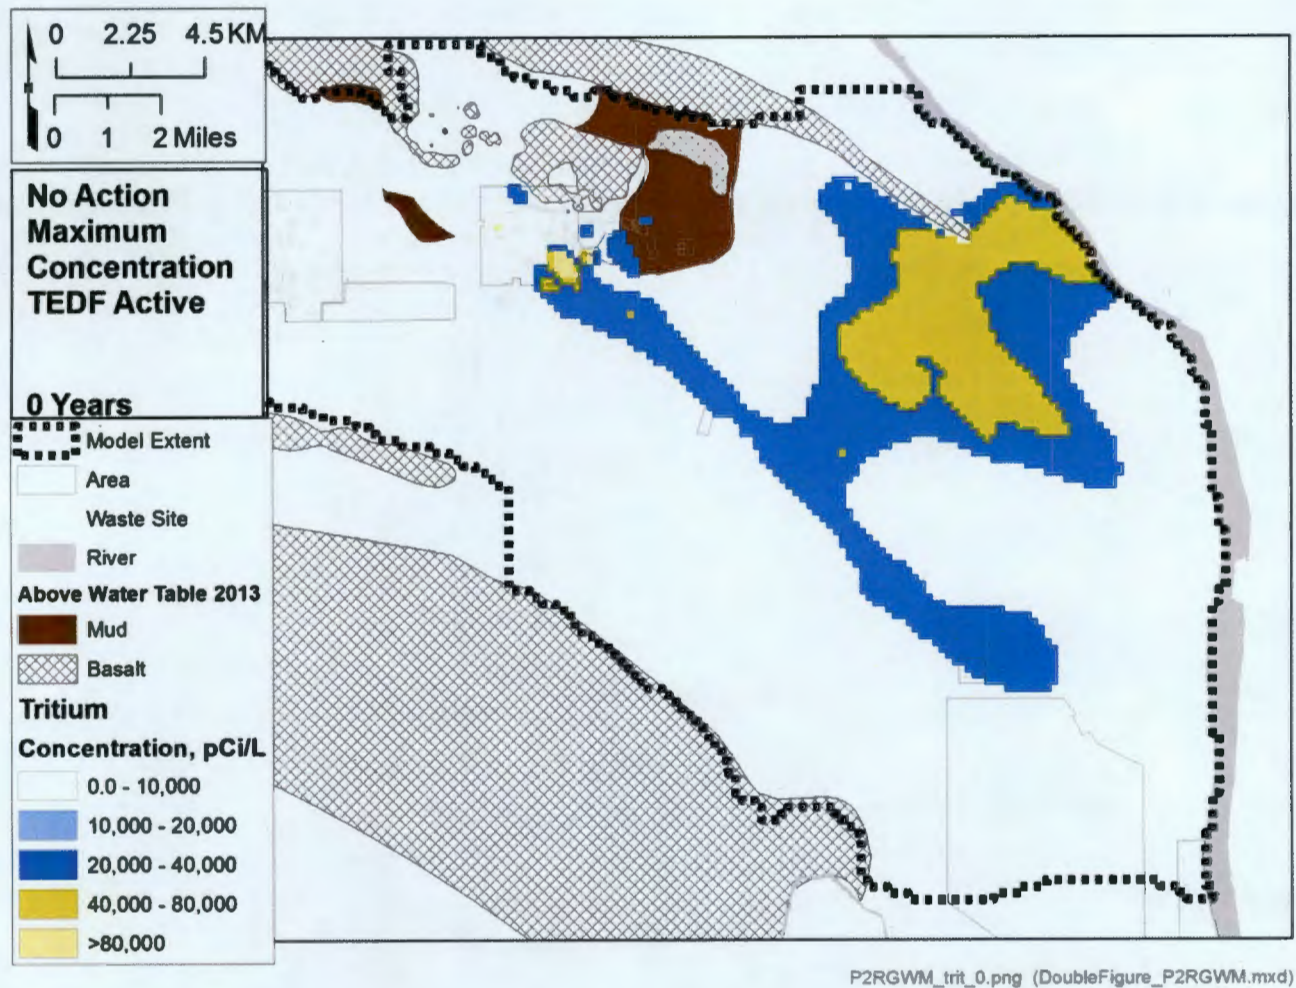 0 2.25 4.5 KM
0 1 2 Miles
No Action
Maximum
Concentration
TEDF Active
0 Years
Model Extent
Area
Waste Site
River
Above Water Table 2013
Mud
Basalt
Tritium
Concentration, pCi/L
0.0 - 10,000
10,000 - 20,000
20,000 - 40,000
40,000 - 80,000
>80,000
P2RGWM_trit_0.png (DoubleFigure_P2RGWM.mxd)